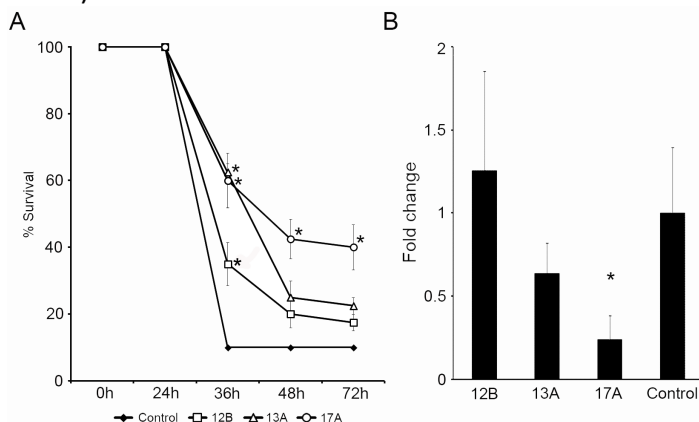 A
B
100
80
60
40
20
0
% Survival
* * * * *
0h 24h 36h 48h 72h
Control 12B 13A 17A
2
1.5
1
0.5
0
Fold change
*
12B 13A 17A Control